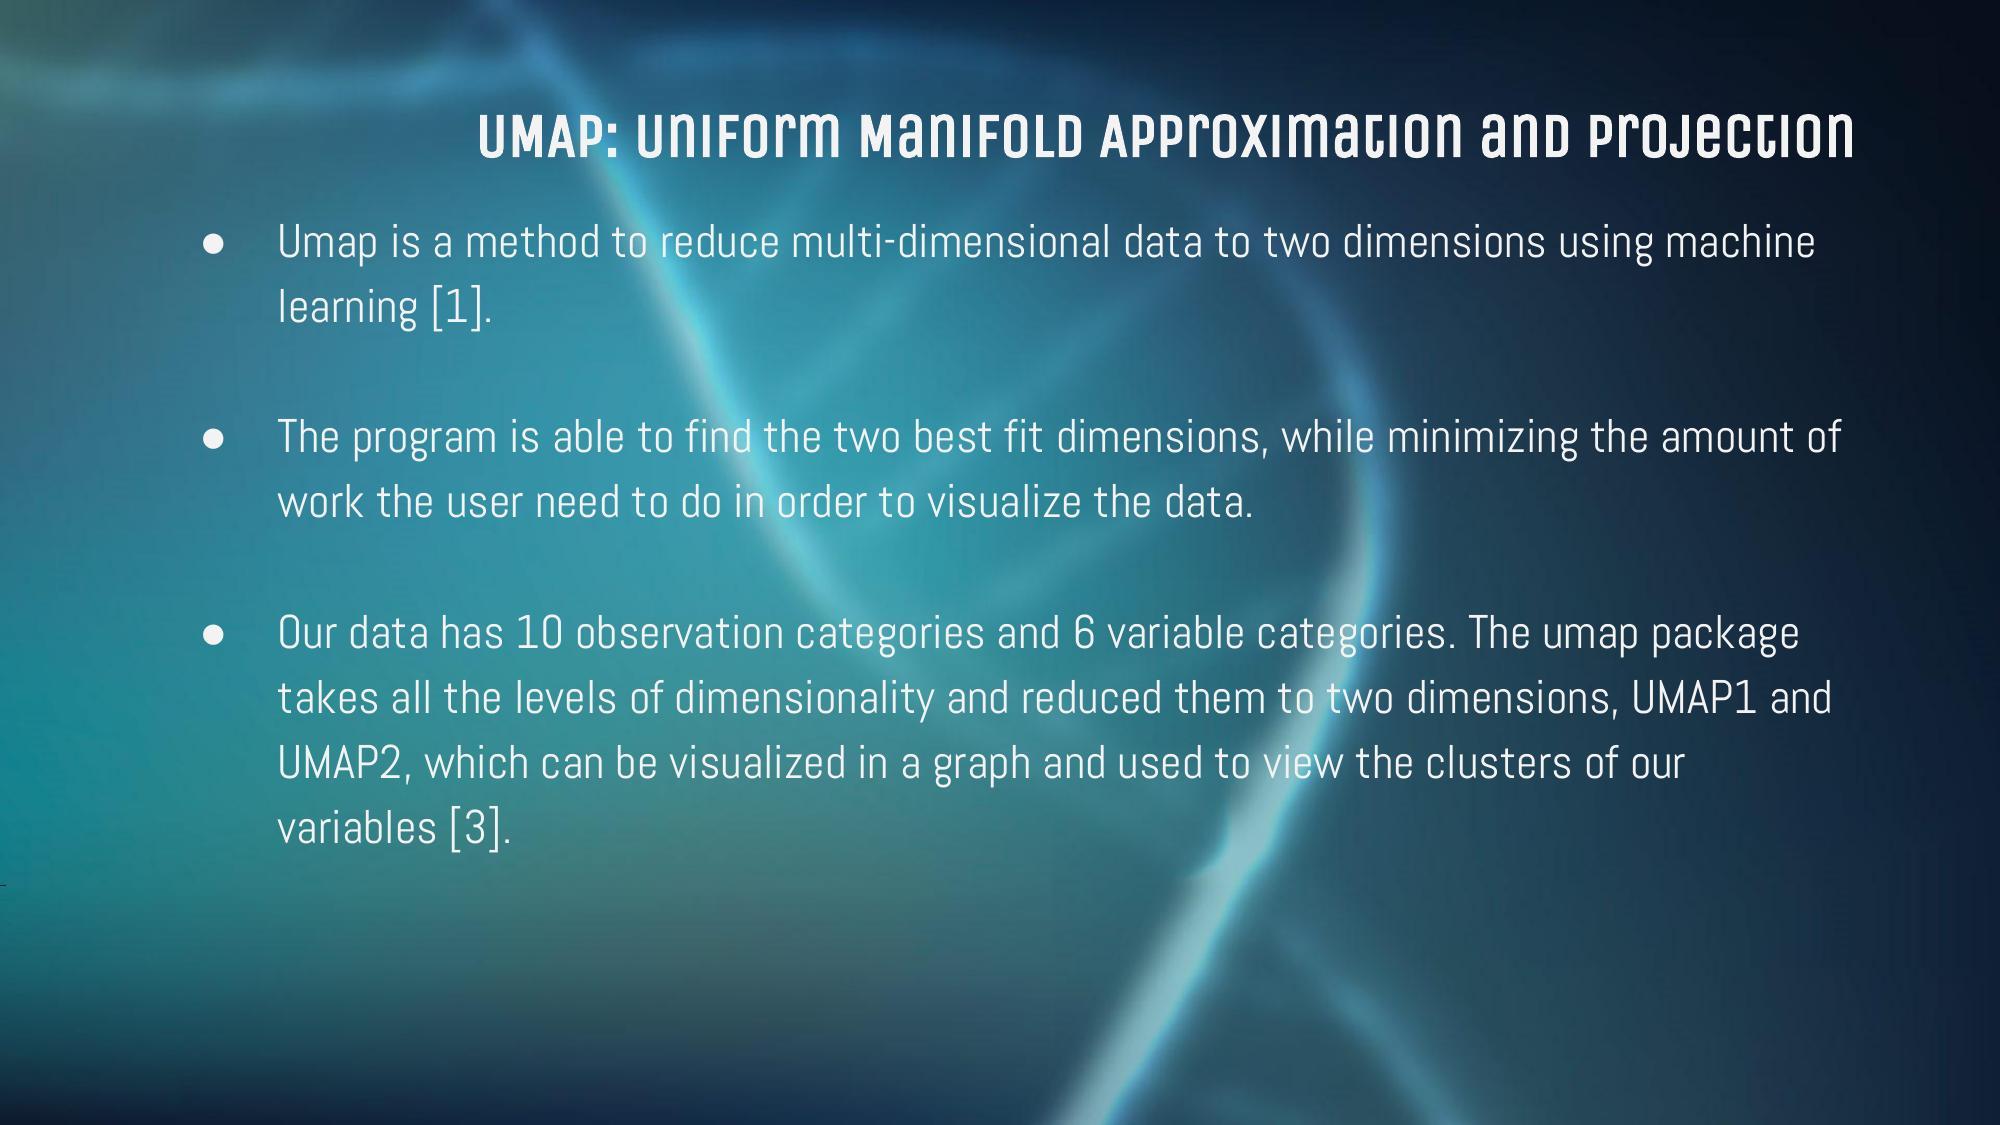 UMAP: Uniform Manifold Approximation and Projection
● Umap is a method to reduce multi-dimensional data to two dimensions using machine
learning [1].
● The program is able to find the two best fit dimensions, while minimizing the amount of
work the user need to do in order to visualize the data.
● Our data has 10 observation categories and 6 variable categories. The umap package
takes all the levels of dimensionality and reduced them to two dimensions, UMAP1 and
UMAP2, which can be visualized in a graph and used to view the clusters of our
variables [3].